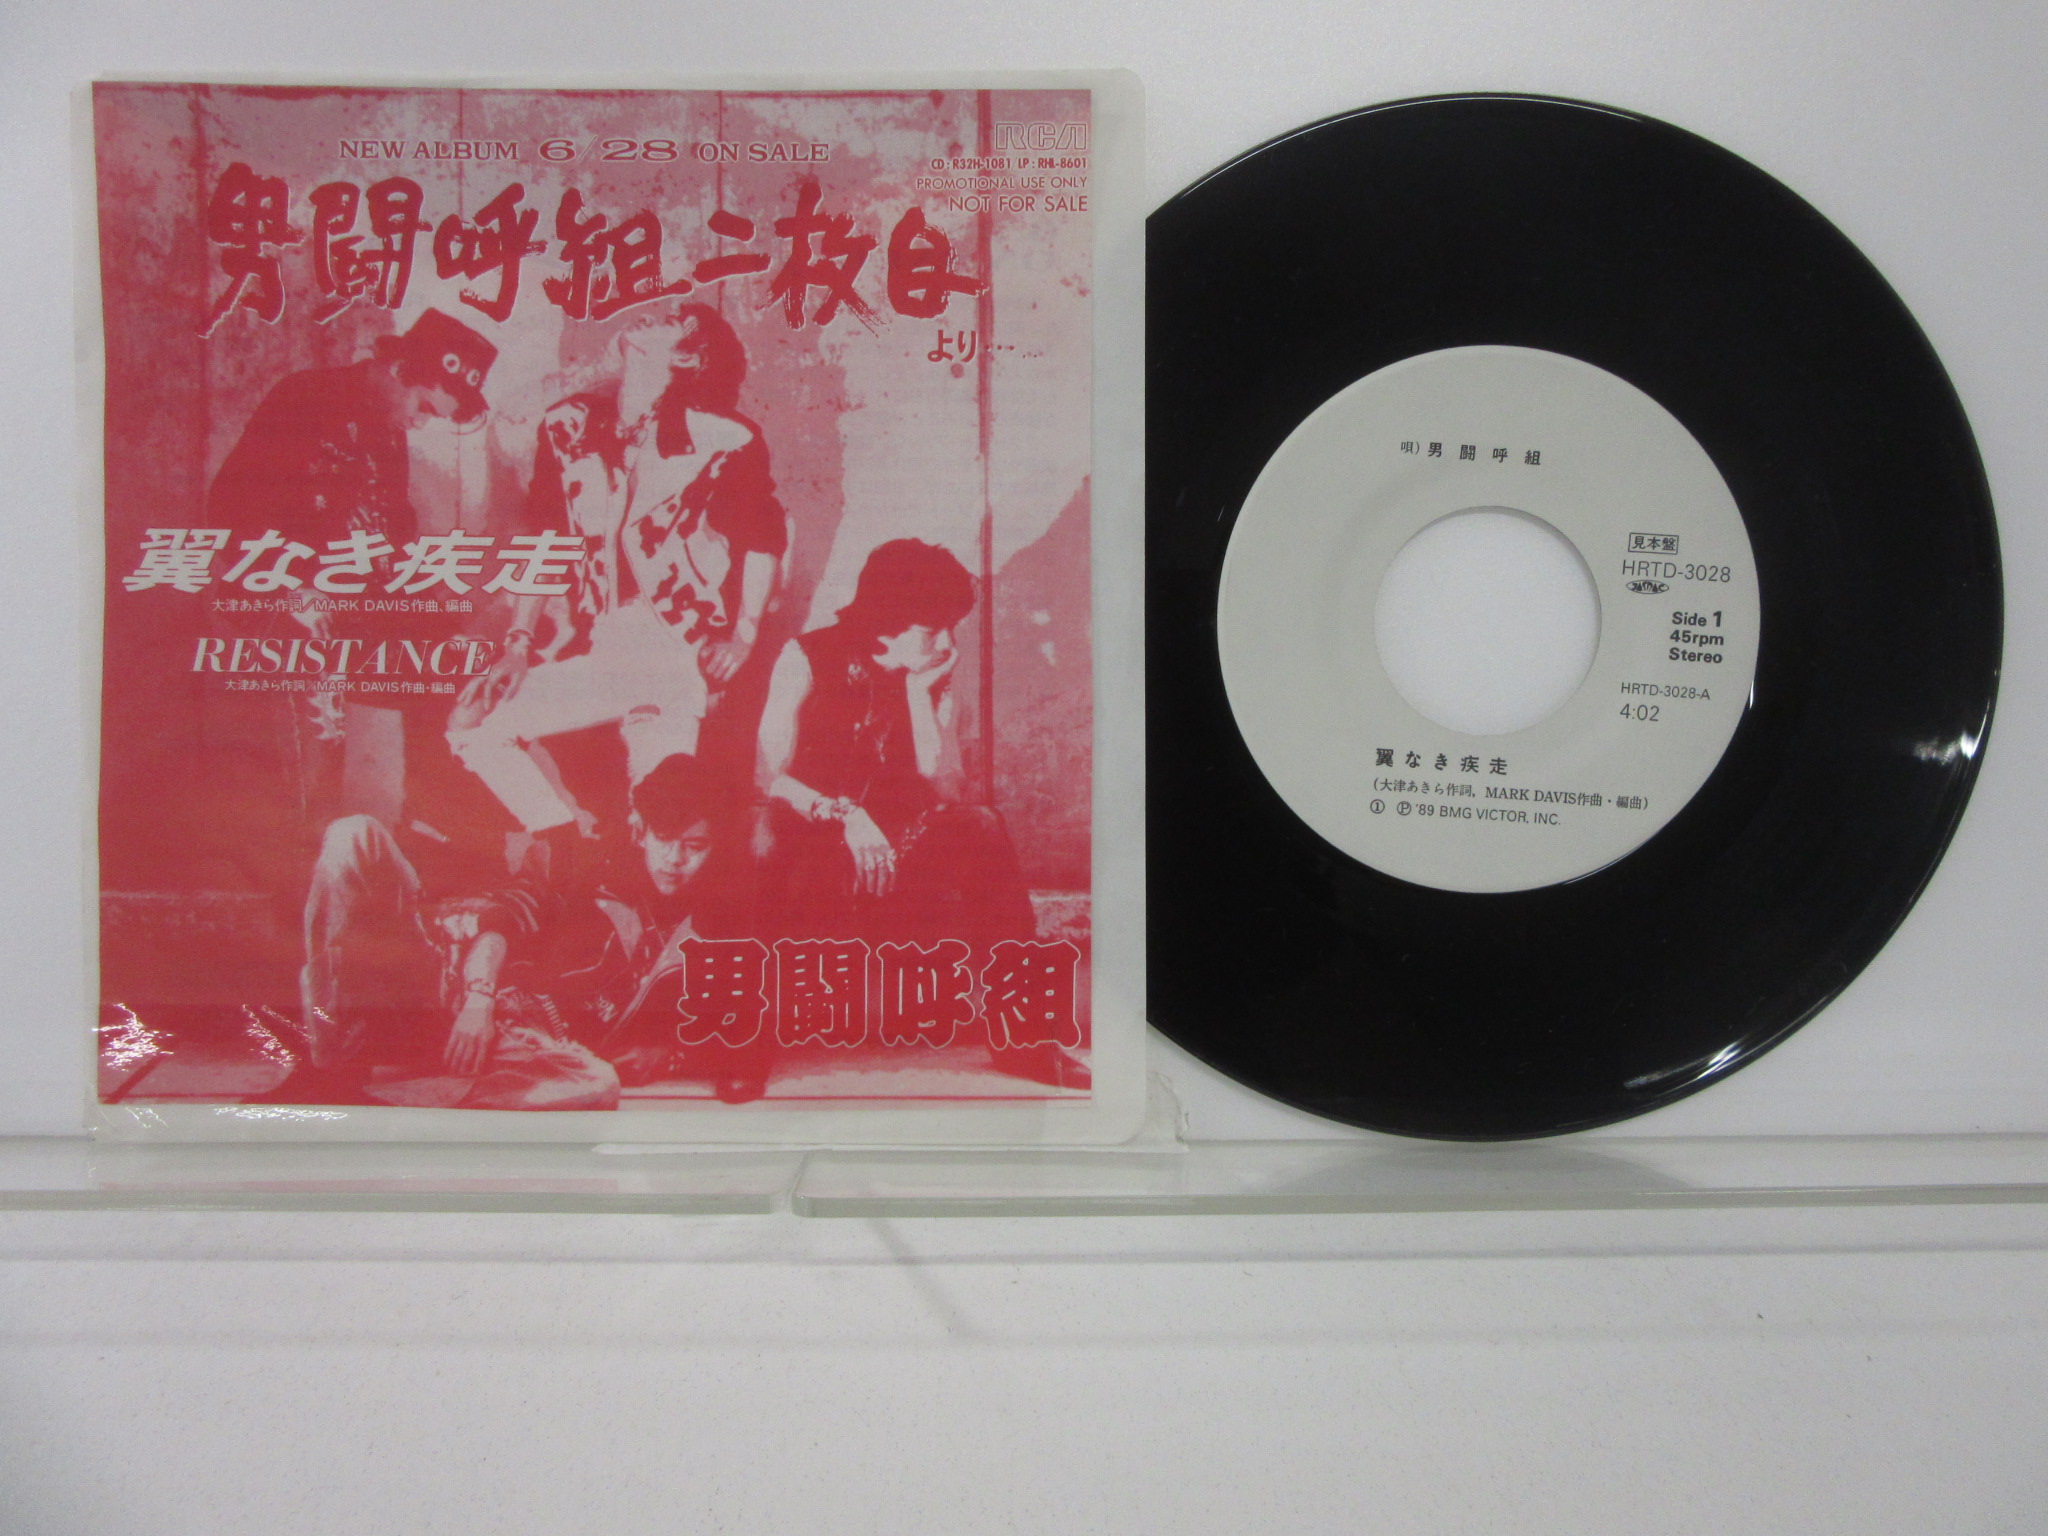 NEW ALBUM 6/28 ON SALE
RCA
CD : R32H-1081/LP : RHL-8601
PROMOTIONAL USE ONLY
NOT FOR SALE
男闘呼組二枚目
より……
翼なき疾走
大津あきら作詞/MARK DAVIS作曲、編曲
RESISTANCE
大津あきら作詞/MARK DAVIS作曲・編曲
男闘呼組
唄) 男闘呼組
見本盤
HRTD-3028
Side 1
45rpm
Stereo
HRTD-3028-A
4:02
翼なき疾走
(大津あきら作詞, MARK DAVIS作曲・編曲)
① Ⓟ '89 BMG VICTOR, INC.